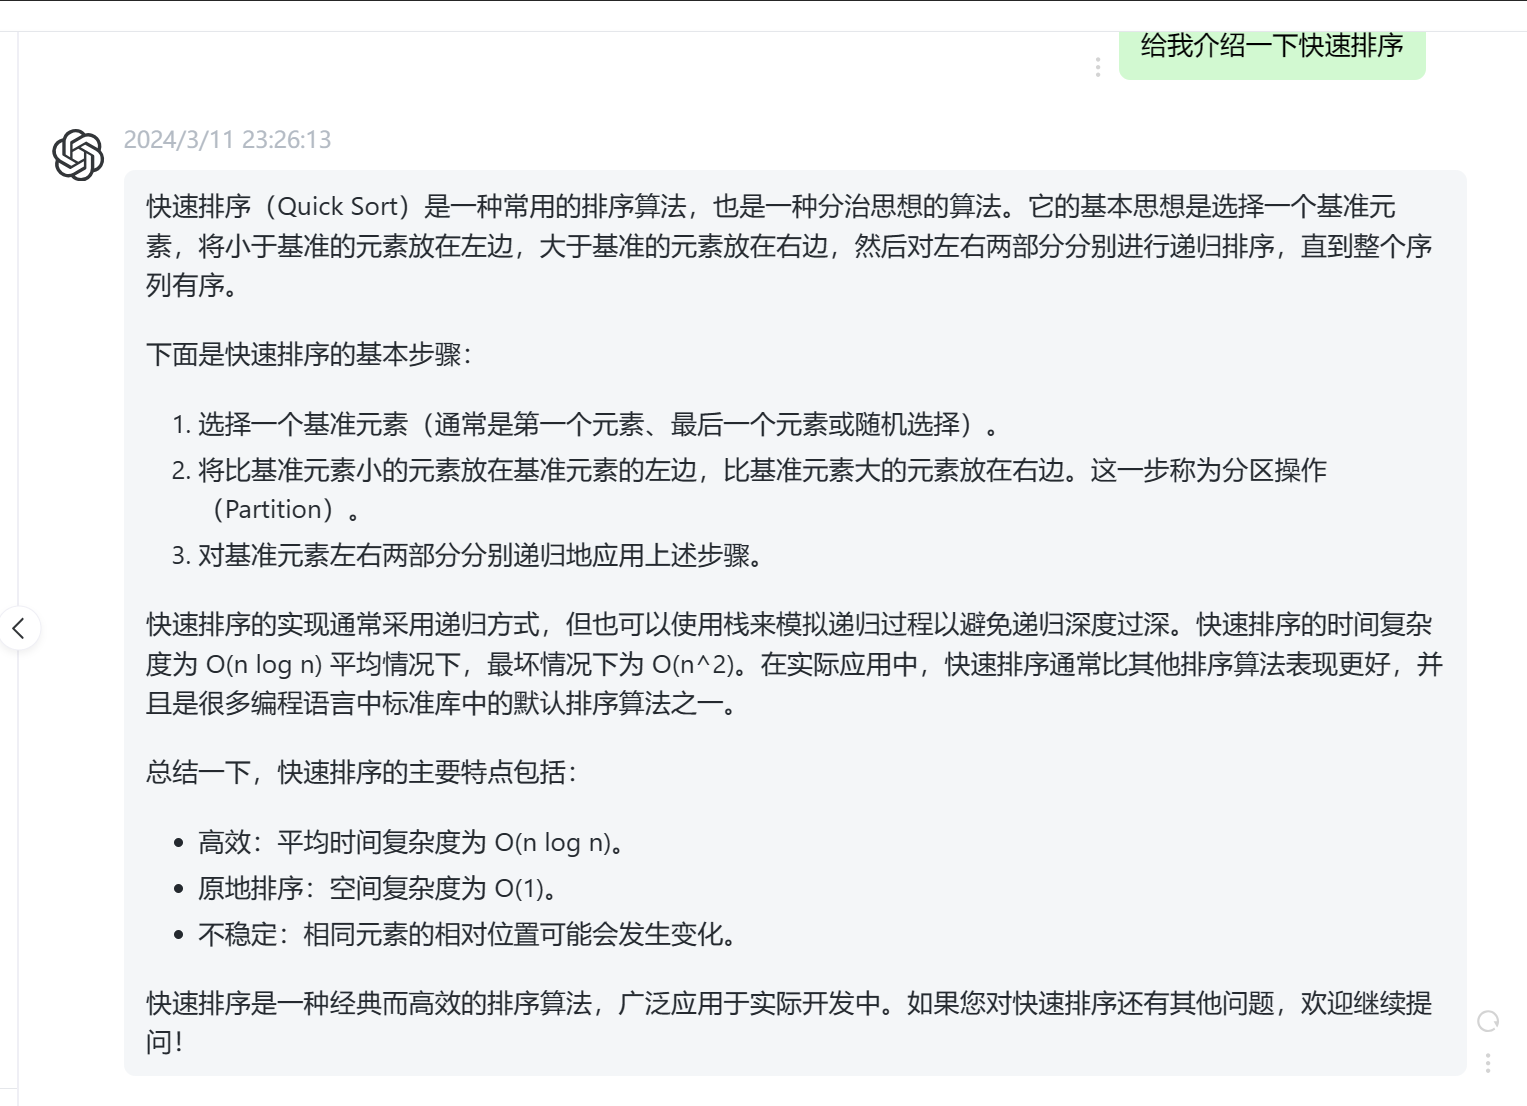 给我介绍一下快速排序
2024/3/11 23:26:13
快速排序（Quick Sort）是一种常用的排序算法，也是一种分治思想的算法。它的基本思想是选择一个基准元
素，将小于基准的元素放在左边，大于基准的元素放在右边，然后对左右两部分分别进行递归排序，直到整个序
列有序。
下面是快速排序的基本步骤：
1. 选择一个基准元素（通常是第一个元素、最后一个元素或随机选择）。
2. 将比基准元素小的元素放在基准元素的左边，比基准元素大的元素放在右边。这一步称为分区操作
（Partition）。
3. 对基准元素左右两部分分别递归地应用上述步骤。
快速排序的实现通常采用递归方式，但也可以使用栈来模拟递归过程以避免递归深度过深。快速排序的时间复杂
度为 O(n log n) 平均情况下，最坏情况下为 O(n^2)。在实际应用中，快速排序通常比其他排序算法表现更好，并
且是很多编程语言中标准库中的默认排序算法之一。
总结一下，快速排序的主要特点包括：
• 高效：平均时间复杂度为 O(n log n)。
• 原地排序：空间复杂度为 O(1)。
• 不稳定：相同元素的相对位置可能会发生变化。
快速排序是一种经典而高效的排序算法，广泛应用于实际开发中。如果您对快速排序还有其他问题，欢迎继续提
问！